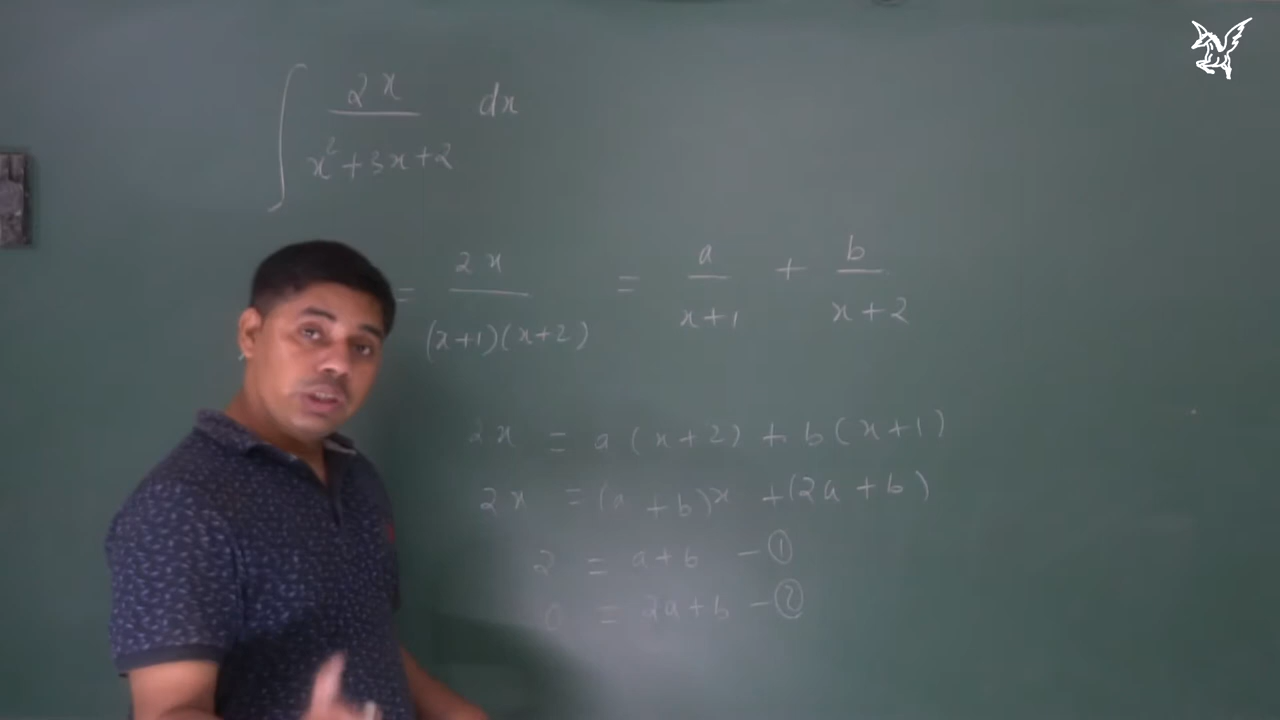 ∫ 2x / x²+3x+2 dx
= 2x / (x+1)(x+2) = a / x+1 + b / x+2
2x = a(x+2) + b(x+1)
2x = (a+b)x + (2a+b)
2 = a+b - ①
0 = 2a+b - ②